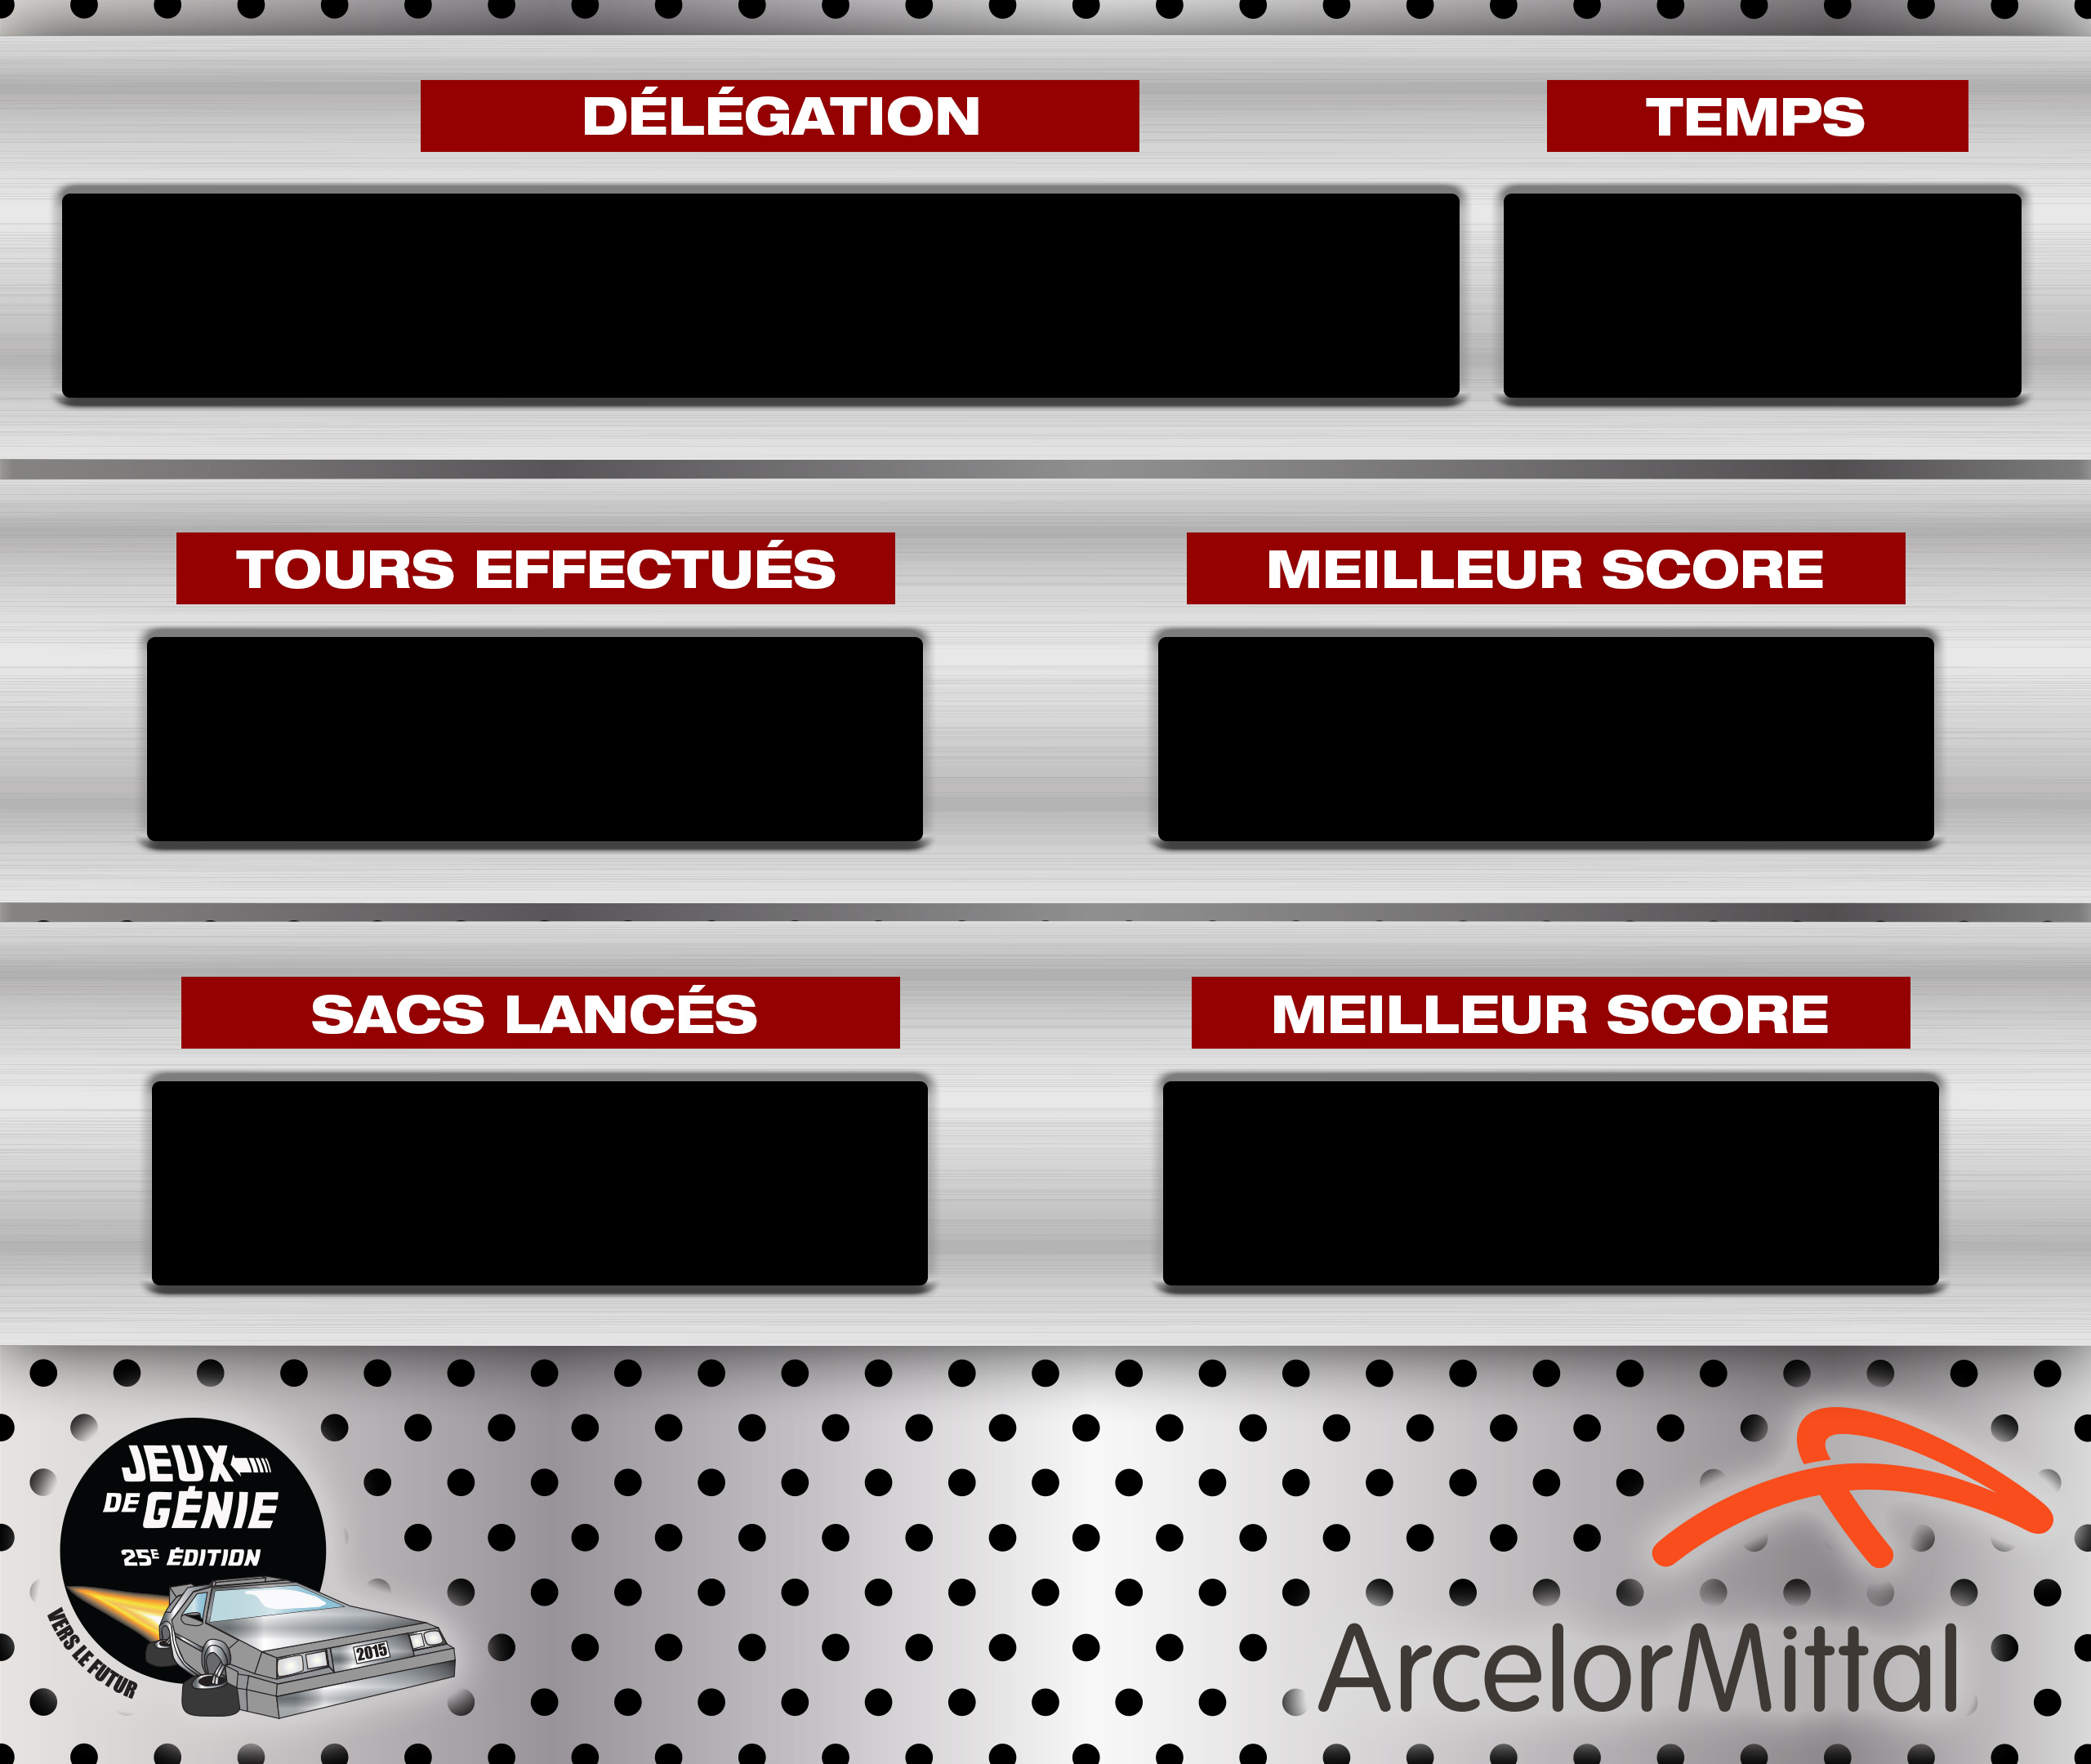 DÉLÉGATION
TEMPS
TOURS EFFECTUÉS
MEILLEUR SCORE
SACS LANCÉS
MEILLEUR SCORE
JEUX
DE GÉNIE
25E ÉDITION
VERS LE FUTUR
2015
ArcelorMittal